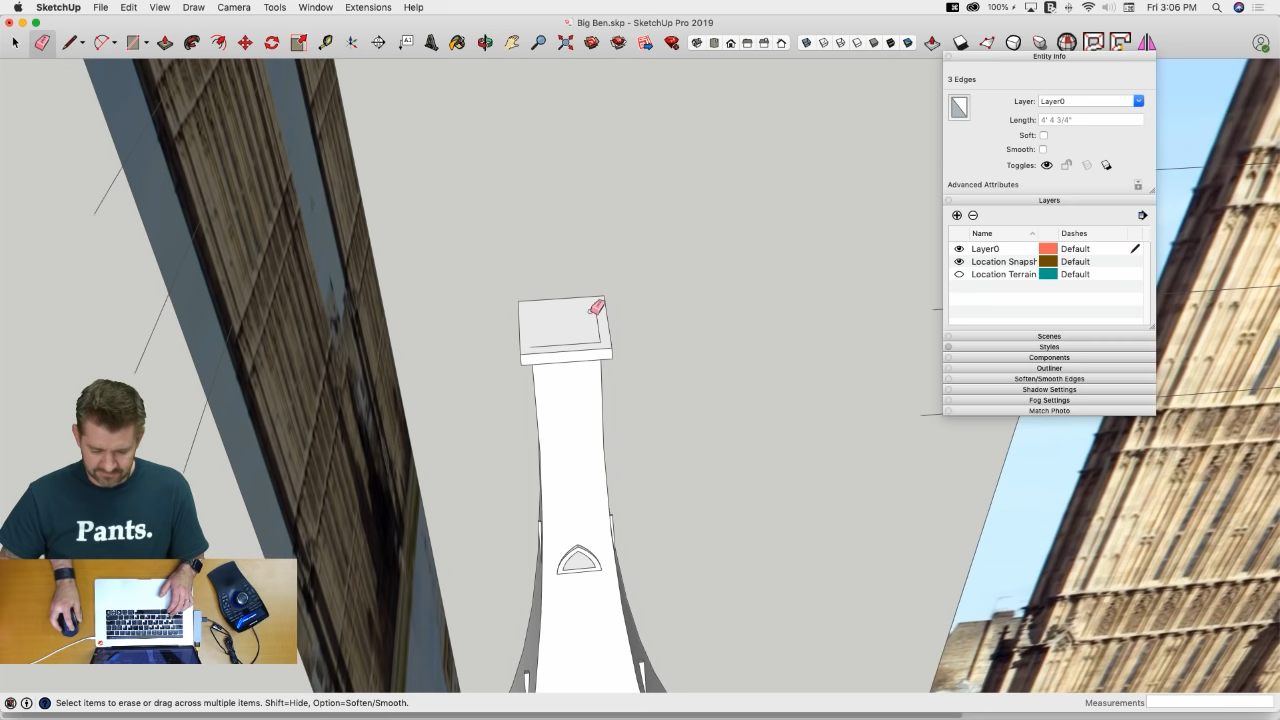 SketchUp File Edit View Draw Camera Tools Window Extensions Help
100% Fri 3:06 PM
Big Ben.skp - SketchUp Pro 2019
Entity Info
3 Edges
Layer: Layer0
Length: 4' 4 3/4"
Soft:
Smooth:
Toggles:
Advanced Attributes
Layers
Name Dashes
Layer0 Default
Location Snapsh Default
Location Terrain Default
Scenes
Styles
Components
Outliner
Soften/Smooth Edges
Shadow Settings
Fog Settings
Match Photo
Pants.
Select items to erase or drag across multiple items. Shift=Hide, Option=Soften/Smooth.
Measurements